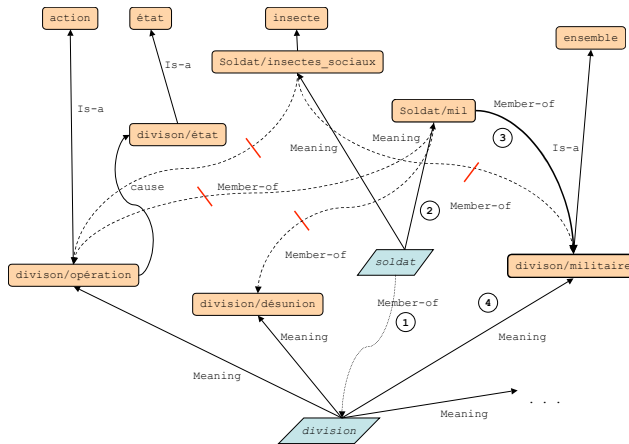 action
état
insecte
ensemble
Soldat/insectes_sociaux
Is-a
Is-a
Soldat/mil
Member-of
divison/état
Meaning
Meaning
3
Is-a
cause
Member-of
2
Member-of
Member-of
soldat
divison/opération
divison/militaire
division/désunion
Member-of
1
4
Meaning
Meaning
Meaning
. . .
Meaning
division